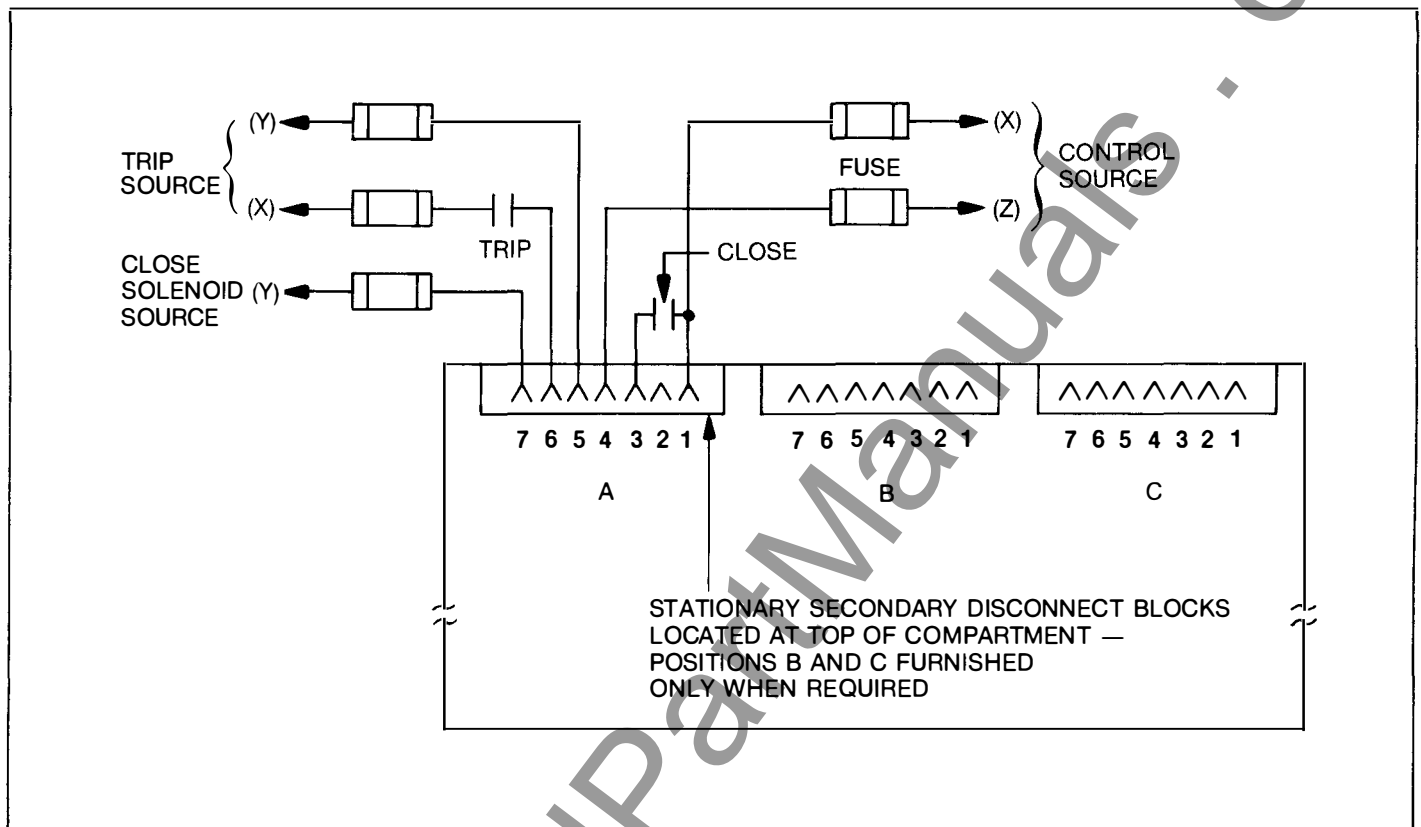 (Y)
(X)
TRIP
SOURCE
FUSE
CONTROL
SOURCE
(X)
(Z)
TRIP
CLOSE
CLOSE
SOLENOID (Y)
SOURCE
7 6 5 4 3 2 1
7 6 5 4 3 2 1
7 6 5 4 3 2 1
A
B
C
STATIONARY SECONDARY DISCONNECT BLOCKS
LOCATED AT TOP OF COMPARTMENT —
POSITIONS B AND C FURNISHED
ONLY WHEN REQUIRED